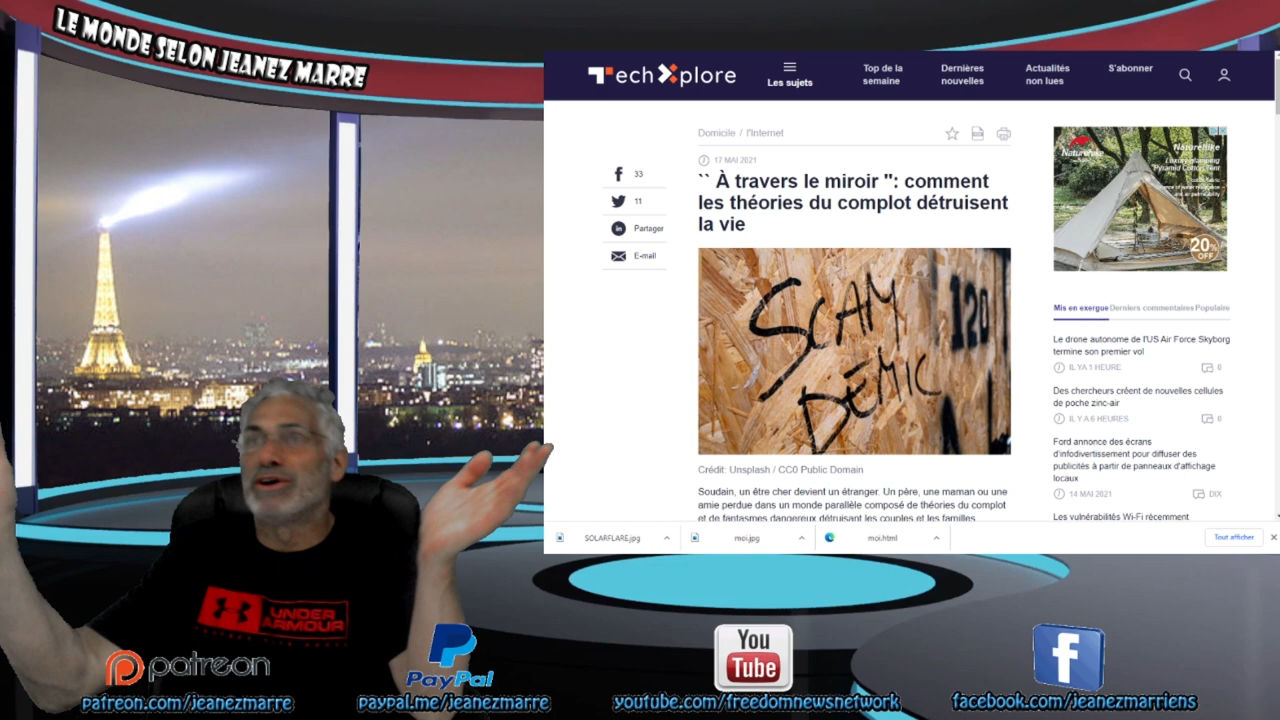 LE MONDE SELON JEANEZ MARRE
TechXplore
Les sujets
Top de la
semaine
Dernières
nouvelles
Actualités
non lues
S'abonner
Domicile / l'Internet
17 MAI 2021
`` À travers le miroir '': comment
les théories du complot détruisent
la vie
33
11
Partager
E-mail
SCAM
DEMIC
120
Crédit: Unsplash / CC0 Public Domain
Soudain, un être cher devient un étranger. Un père, une maman ou une
amie perdue dans un monde parallèle composé de théories du complot
et de fantasmes dangereux détruisant les couples et les familles
Naturehike
Naturehike
20%
OFF
Mis en exergue Derniers commentaires Populaire
Le drone autonome de l'US Air Force Skyborg
termine son premier vol
IL YA 1 HEURE
0
Des chercheurs créent de nouvelles cellules
de poche zinc-air
IL Y A 6 HEURES
0
Ford annonce des écrans
d'infodivertissement pour diffuser des
publicités à partir de panneaux d'affichage
locaux
14 MAI 2021
DIX
Les vulnérabilités Wi-Fi récemment
SOLARFLARE.jpg
moi.jpg
moi.html
Tout afficher
UNDER
ARMOUR
patreon
patreon.com/jeanezmarre
PayPal
paypal.me/jeanezmarre
You
Tube
youtube.com/freedomnewsnetwork
facebook.com/jeanezmarriens